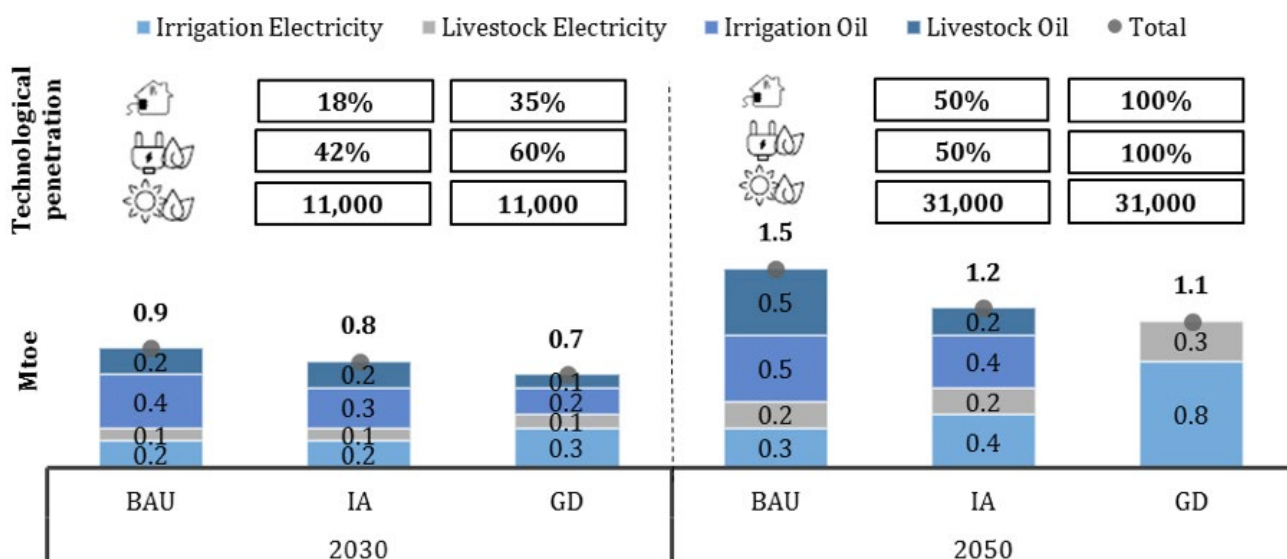 Irrigation Electricity Livestock Electricity Irrigation Oil Livestock Oil Total
Technological
penetration
18% 35% 50% 100%
42% 60% 50% 100%
11,000 11,000 31,000 31,000
Mtoe
0.9 0.8 0.7 1.5 1.2 1.1
0.2 0.2 0.1 0.5 0.2
0.4 0.3 0.2 0.5 0.4
0.1 0.1 0.1 0.2 0.2 0.3
0.2 0.2 0.3 0.3 0.4 0.8
BAU IA GD BAU IA GD
2030 2050